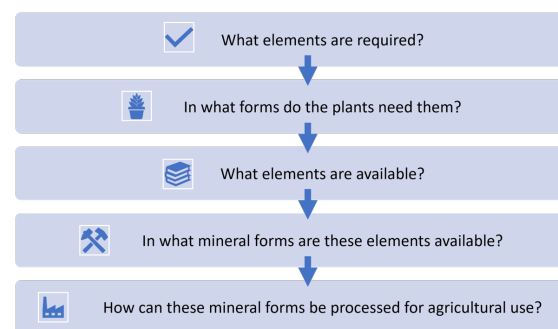 What elements are required?
In what forms do the plants need them?
What elements are available?
In what mineral forms are these elements available?
How can these mineral forms be processed for agricultural use?